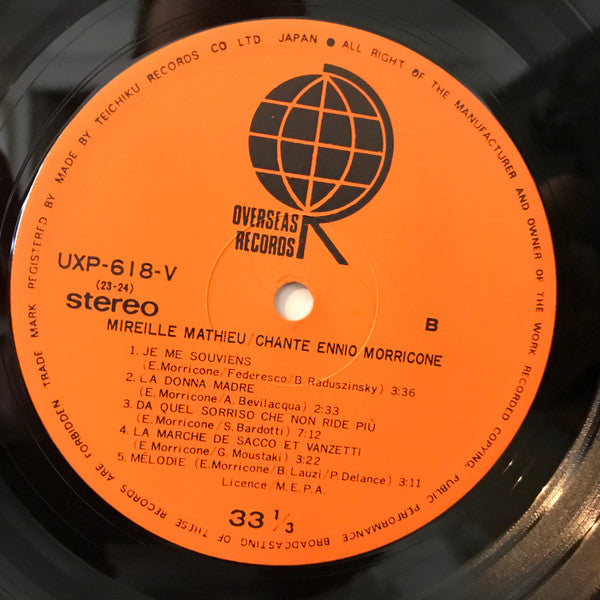 TRADE MARK REGISTERED BY MADE BY TEICHIKU RECORDS CO LTD JAPAN ● ALL RIGHT OF THE MANUFACTURER AND OWNER OF THE WORK RECORDED COPYING, PUBLIC PERFORMANCE BROADCASTING OF THESE RECORDS ARE FORBIDDEN
OVERSEAS
RECORDS
UXP-618-V
(23-24)
stereo
B
MIREILLE MATHIEU/CHANTE ENNIO MORRICONE
1. JE ME SOUVIENS
(E.Morricone/Federesco/B.Raduszinsky) 3:36
2. LA DONNA MADRE
(E.Morricone/A.Bevilacqua) 2:33
3. DA QUEL SORRISO CHE NON RIDE PIÙ
(E.Morricone/S.Bardotti) 7:12
4. LA MARCHE DE SACCO ET VANZETTI
(E.Morricone/G.Moustaki) 3:22
5. MÉLODIE (E.Morricone/B.Lauzi/P.Delance) 3:11
Licence/M.E.P.A.
33 1/3